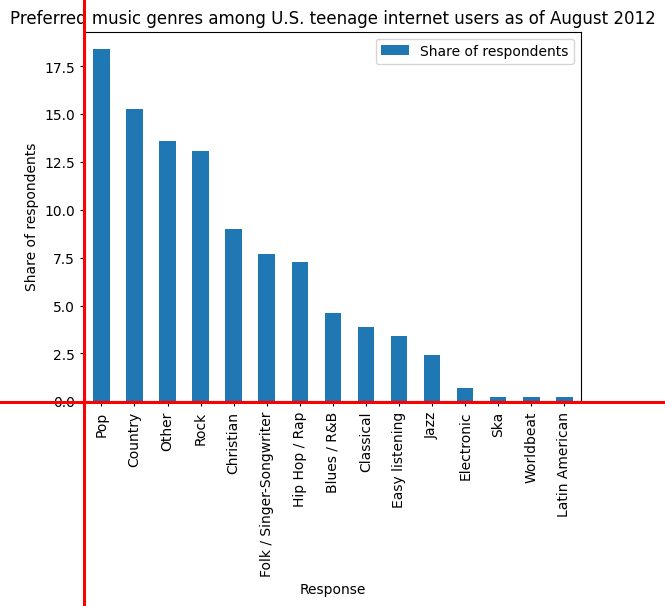 Preferred music genres among U.S. teenage internet users as of August 2012
Share of respondents
Share of respondents
17.5
15.0
12.5
10.0
7.5
5.0
2.5
0.0
Pop
Country
Other
Rock
Christian
Folk / Singer-Songwriter
Hip Hop / Rap
Blues / R&B
Classical
Easy listening
Jazz
Electronic
Ska
Worldbeat
Latin American
Response